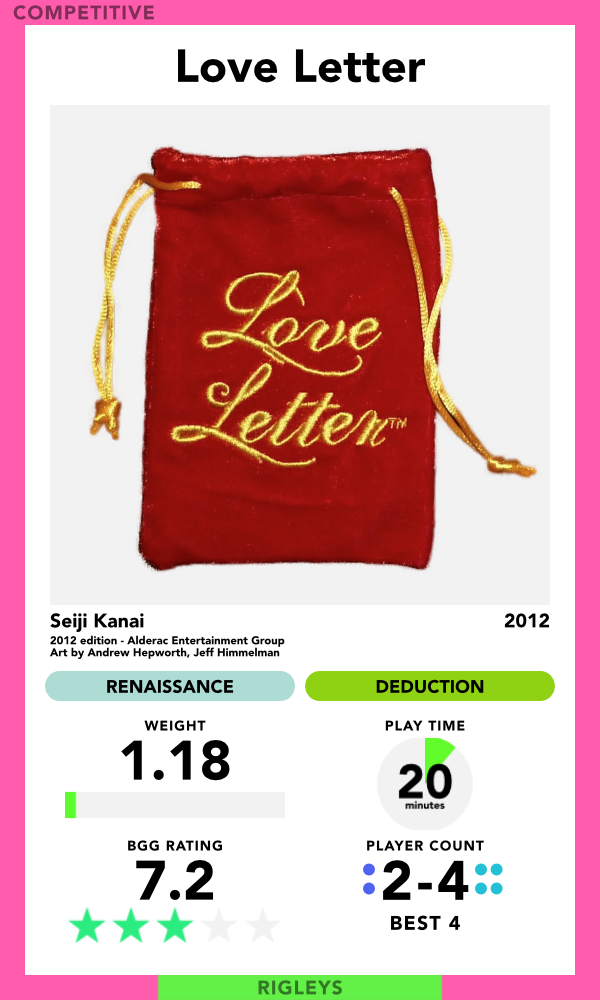 COMPETITIVE
Love Letter
Love
Letter™
Seiji Kanai 2012
2012 edition - Alderac Entertainment Group
Art by Andrew Hepworth, Jeff Himmelman
RENAISSANCE DEDUCTION
WEIGHT PLAY TIME
1.18 20
minutes
BGG RATING PLAYER COUNT
7.2 2-4
BEST 4
RIGLEYS